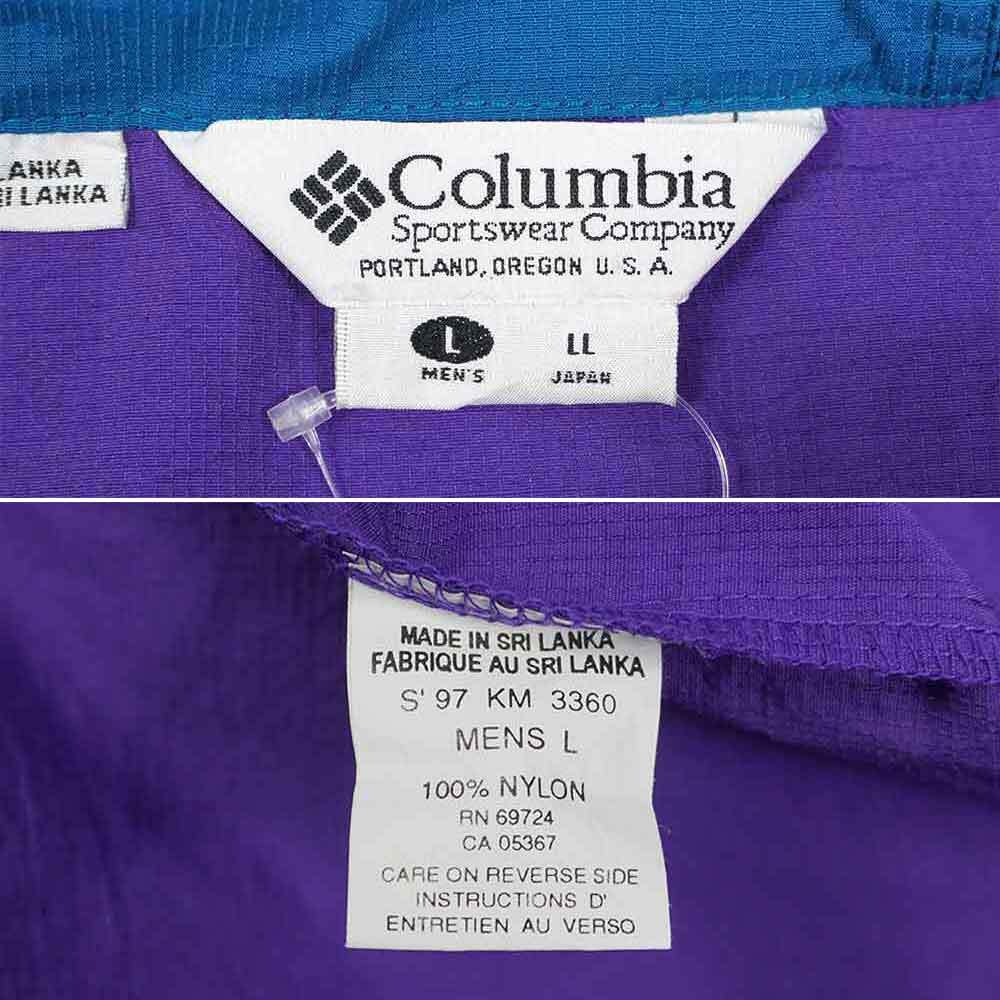 LANKA
SRI LANKA
Columbia
Sportswear Company
PORTLAND, OREGON U. S. A.
L LL
MEN'S JAPAN
MADE IN SRI LANKA
FABRIQUE AU SRI LANKA
S' 97 KM 3360
MENS L
100% NYLON
RN 69724
CA 05367
CARE ON REVERSE SIDE
INSTRUCTIONS D'
ENTRETIEN AU VERSO